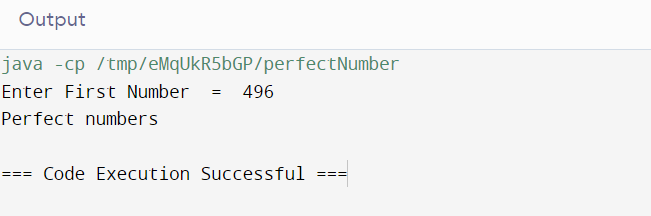 Output
java -cp /tmp/eMqUkR5bGP/perfectNumber
Enter First Number  =  496
Perfect numbers
=== Code Execution Successful ===